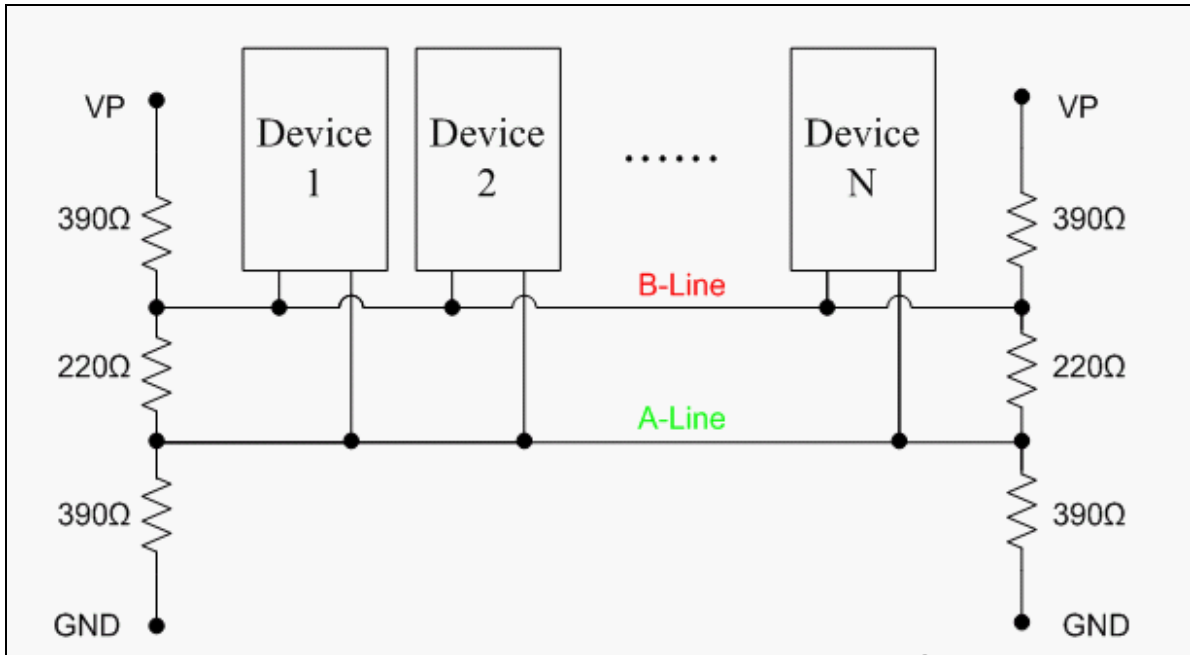 VP
Device
1
Device
2
......
Device
N
VP
390Ω
390Ω
B-Line
220Ω
220Ω
A-Line
390Ω
390Ω
GND
GND